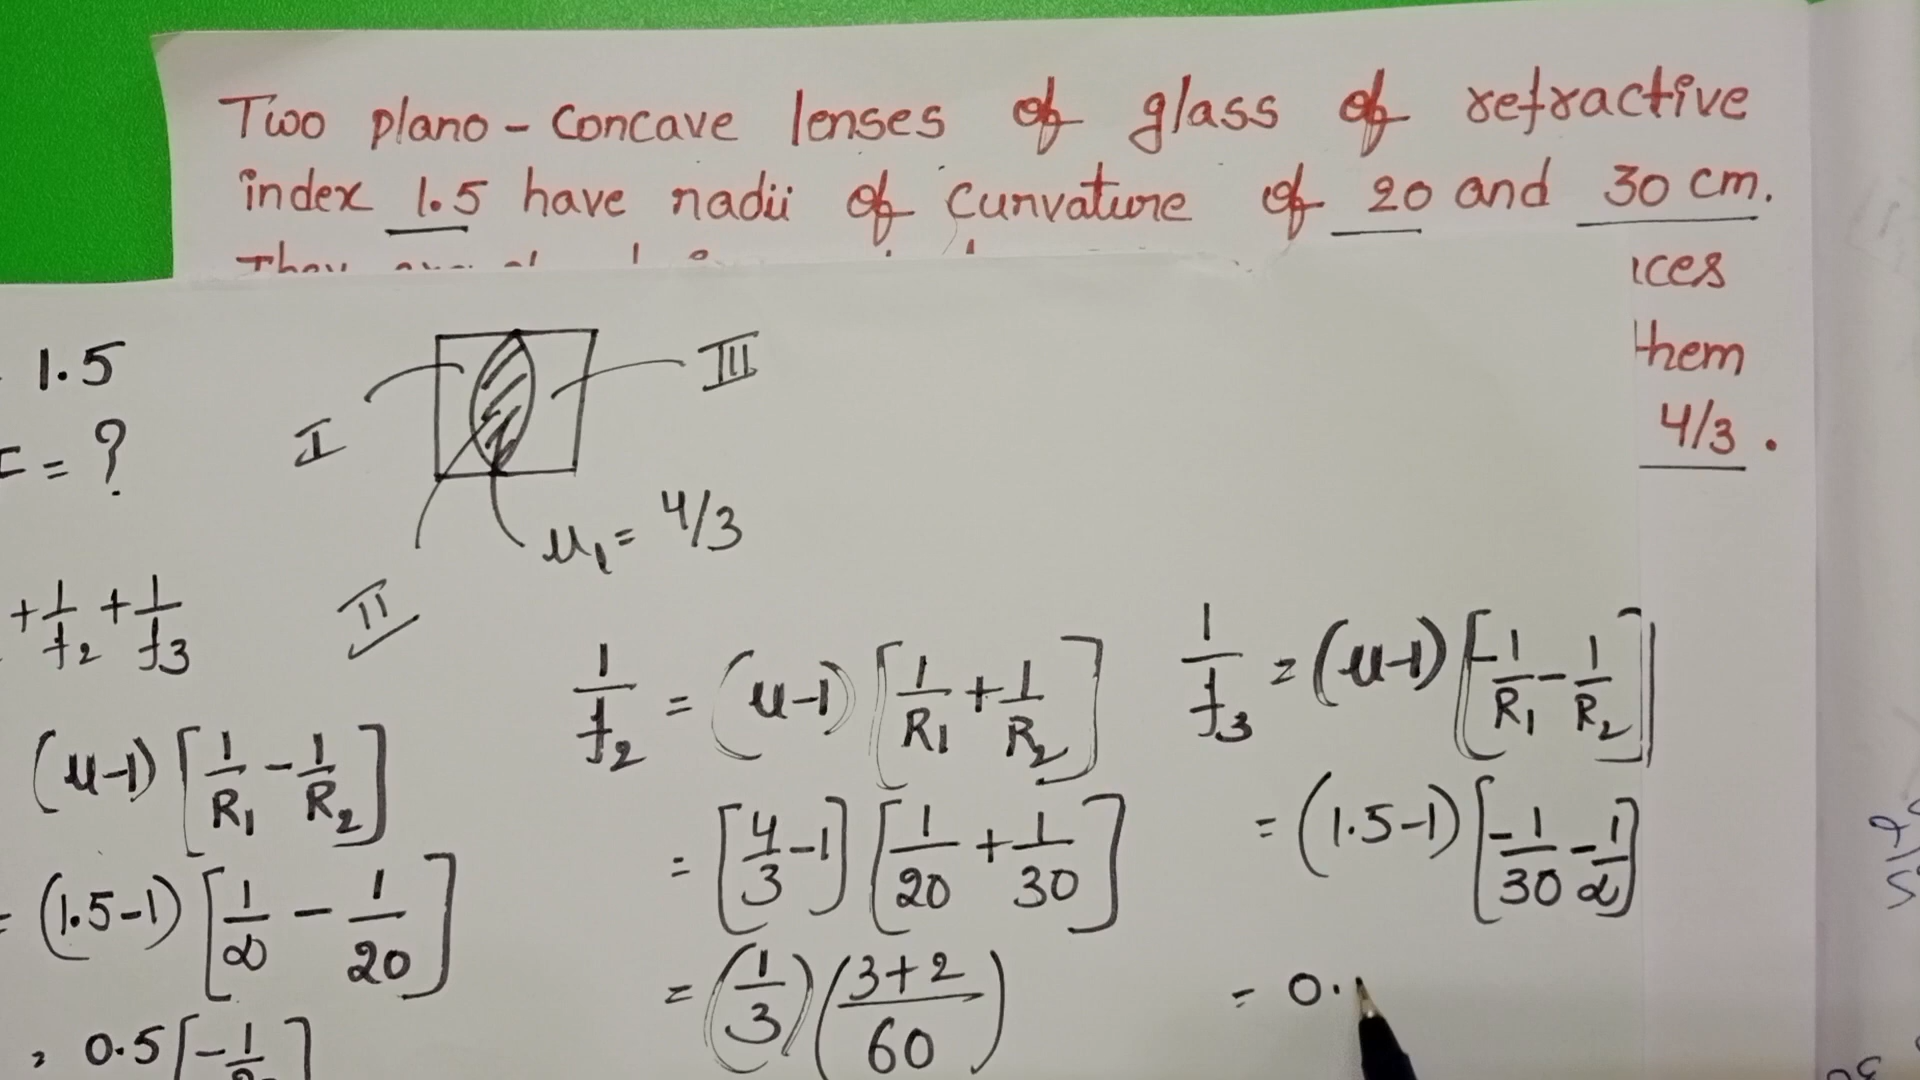 Two plano-concave lenses of glass of refractive
index 1.5 have radii of curvature of 20 and 30 cm.
They
ices
them
4/3.
1.5
= ?
I
III
μ₁ = 4/3
II
+ 1/f₂ + 1/f₃
(μ-1) [1/R₁ - 1/R₂]
= (1.5-1) [1/∞ - 1/20]
= 0.5 [-1/
1/f₂ = (μ-1) [1/R₁ + 1/R₂]
= [4/3 - 1] [1/20 + 1/30]
= (1/3) (3+2/60)
1/f₃ = (μ-1) [-1/R₁ - 1/R₂]
= (1.5-1) [-1/30 - 1/∞]
= 0.